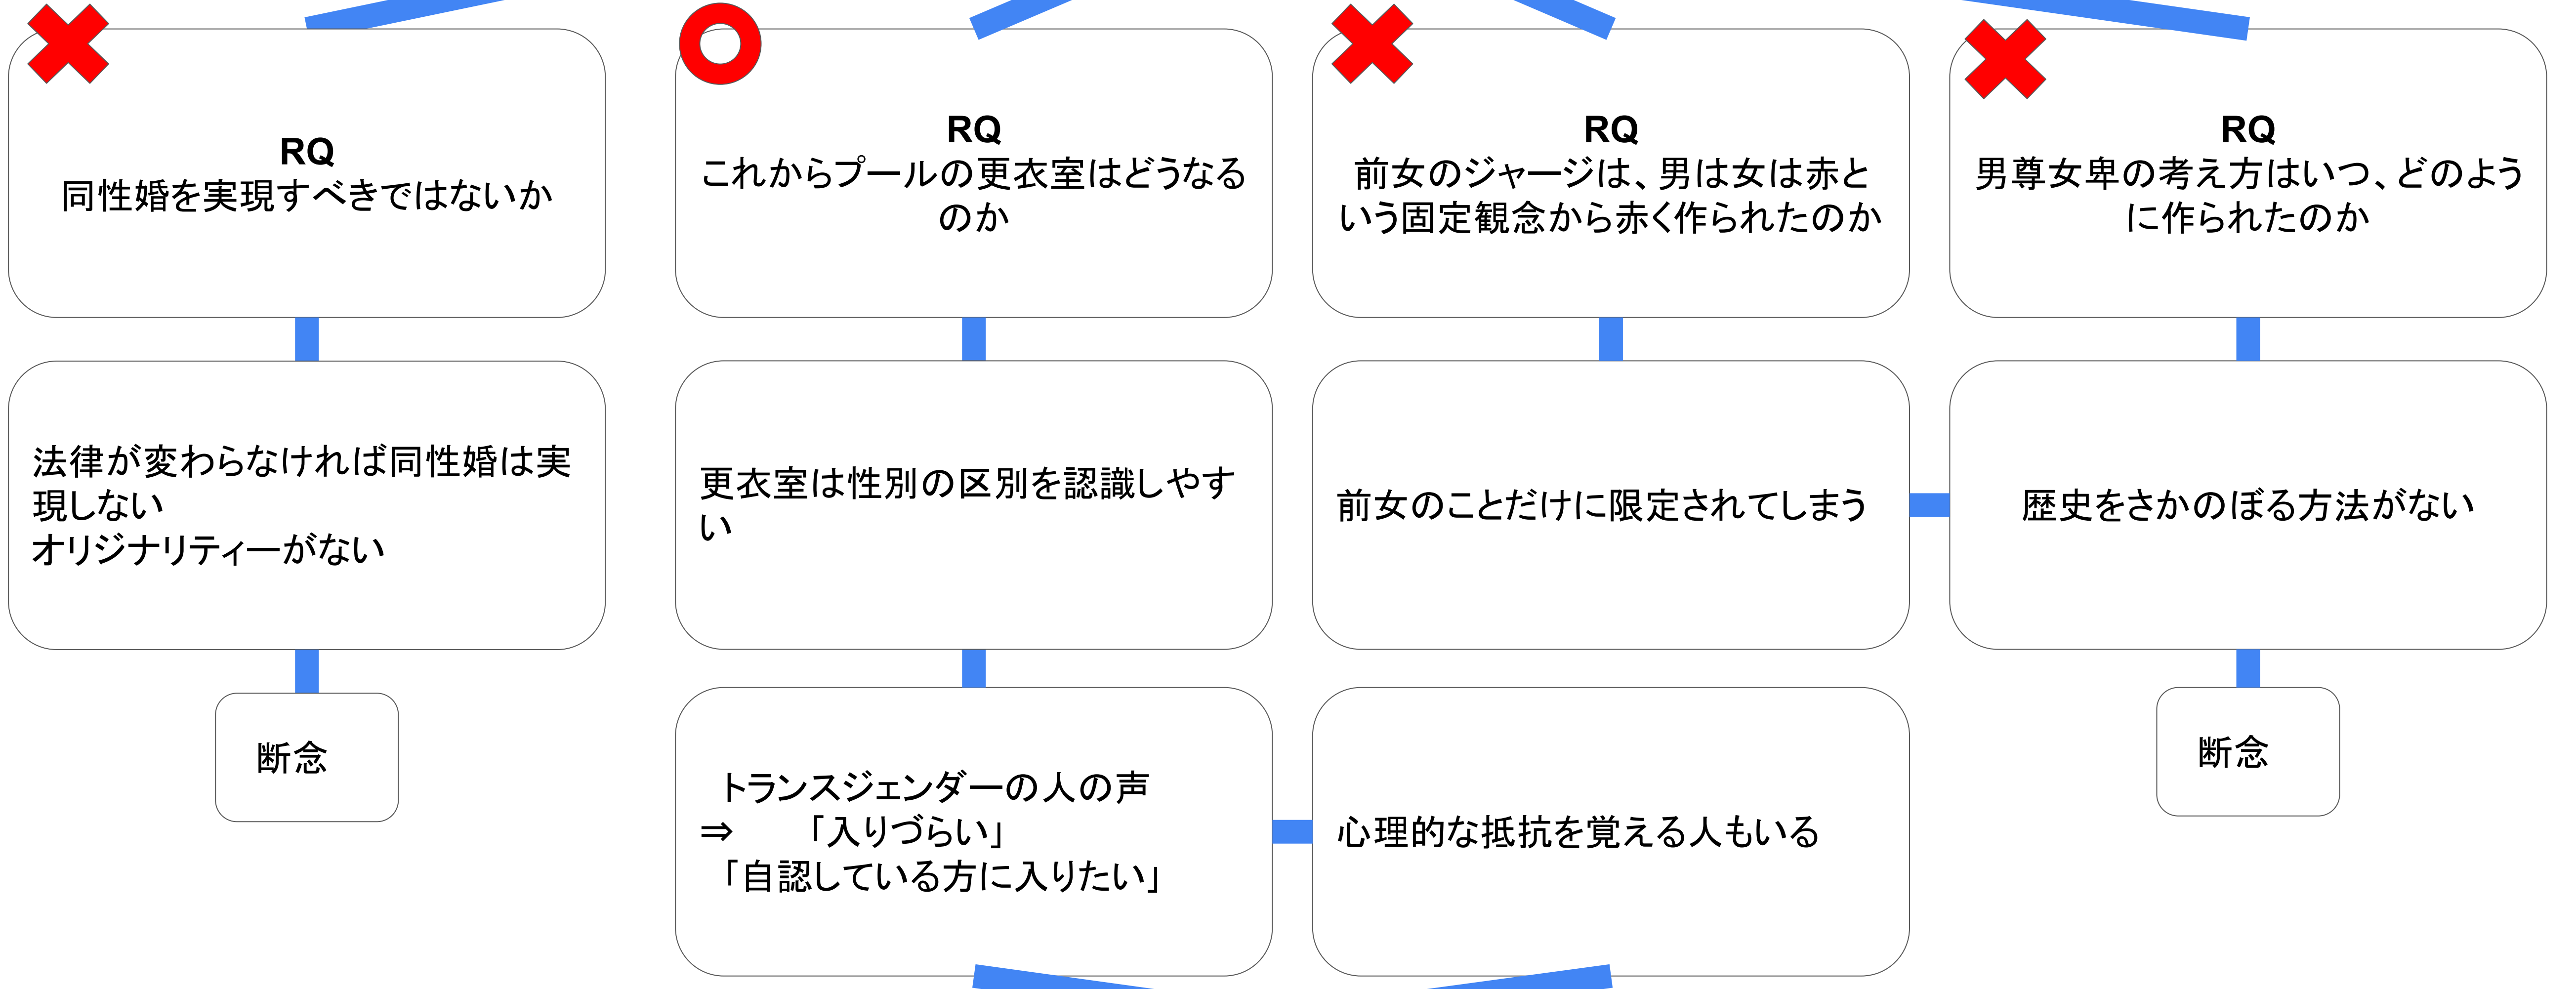 RQ
同性婚を実現すべきではないか
RQ
これからプールの更衣室はどうなる
のか
RQ
前女のジャージは、男は女は赤と
いう固定観念から赤く作られたのか
RQ
男尊女卑の考え方はいつ、どのよう
に作られたのか
法律が変わらなければ同性婚は実
現しない
オリジナリティーがない
更衣室は性別の区別を認識しやす
い
前女のことだけに限定されてしまう
歴史をさかのぼる方法がない
断念
トランスジェンダーの人の声
⇒ 「入りづらい」
「自認している方に入りたい」
心理的な抵抗を覚える人もいる
断念